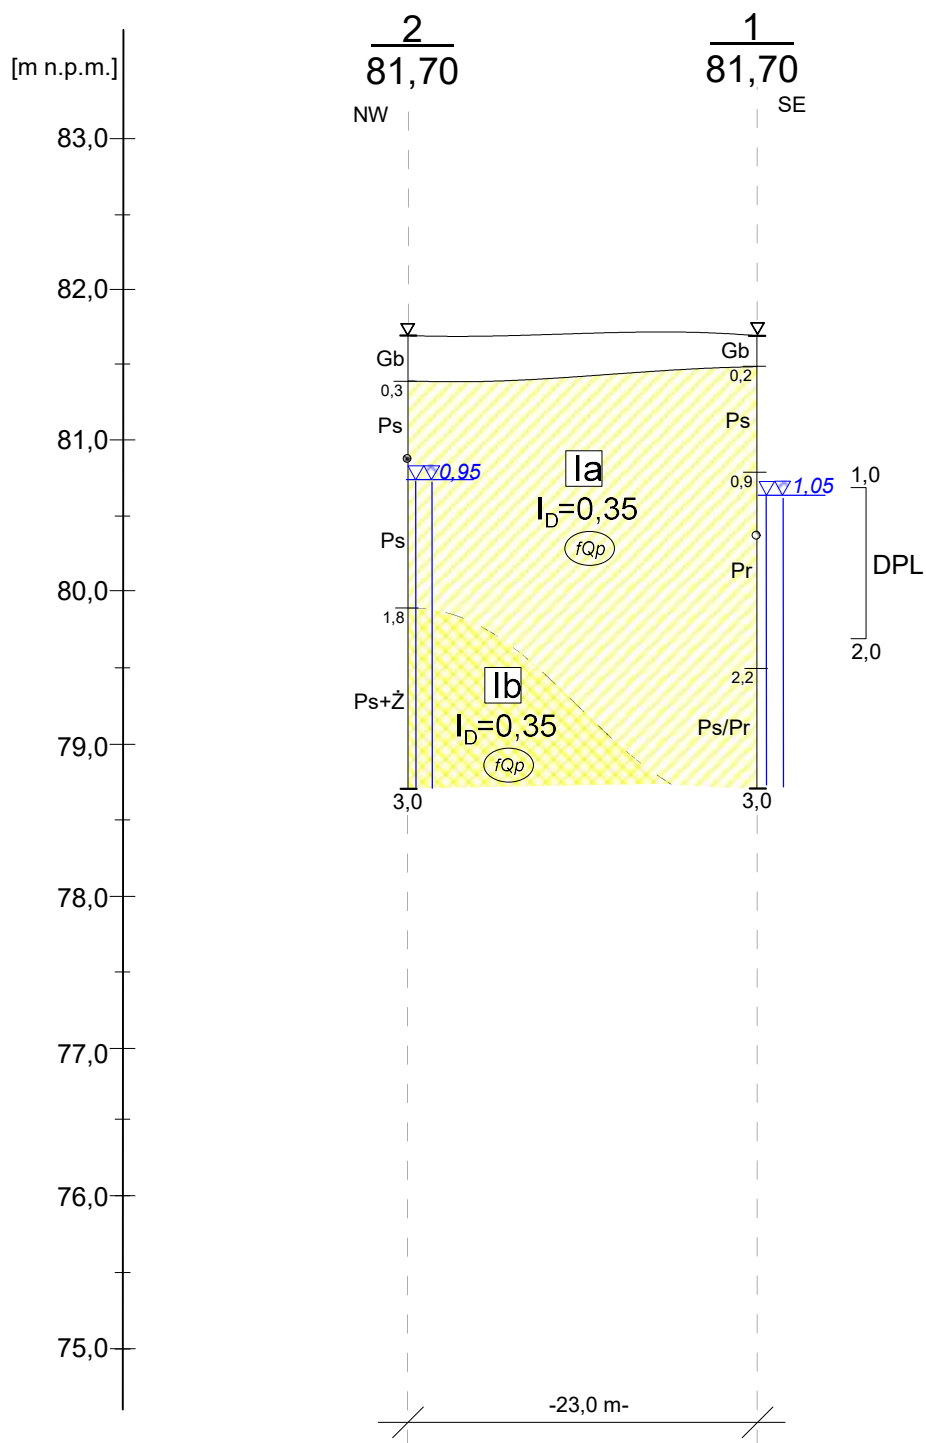 2
81,70
NW
1
81,70
SE
[m n.p.m.]
83,0
82,0
81,0
80,0
79,0
78,0
77,0
76,0
75,0
Gb
0,3
Ps
0,95
Ps
1,8
Ps+Ż
3,0
Ia
I_D=0,35
fQp
Ib
I_D=0,35
fQp
Gb
0,2
Ps
0,9
1,05
Pr
2,2
Ps/Pr
3,0
1,0
DPL
2,0
-23,0 m-